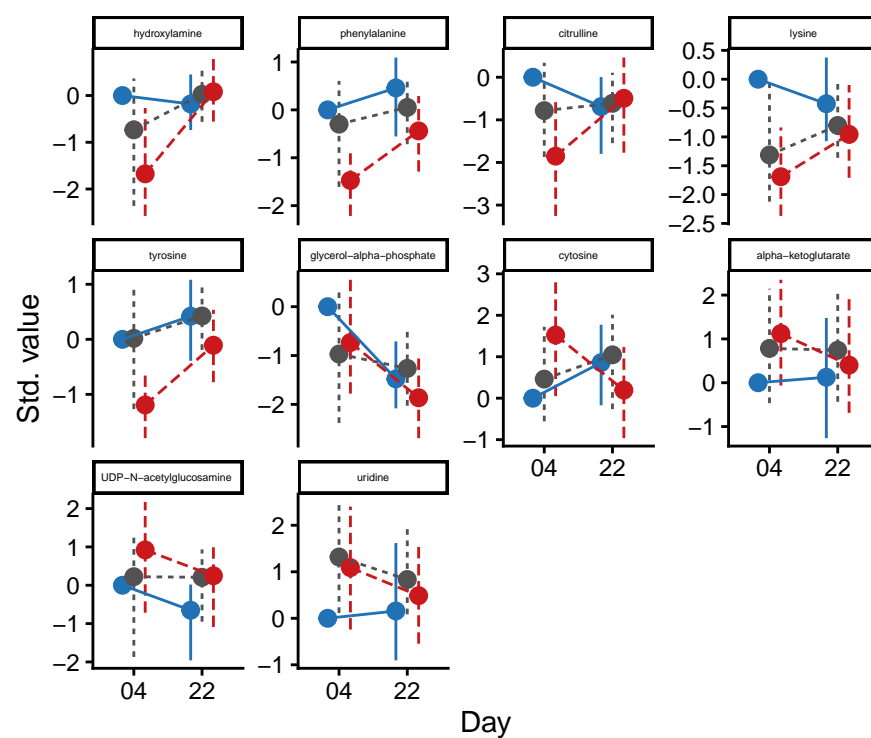 hydroxylamine phenylalanine citrulline lysine
0 −1 −2
1 0 −1 −2
0 −1 −2 −3
0.5 0.0 −0.5 −1.0 −1.5 −2.0 −2.5
tyrosine glycerol−alpha−phosphate cytosine alpha−ketoglutarate
1 0 −1
0 −1 −2
3 2 1 0 −1
2 1 0 −1
04 22 04 22
UDP−N−acetylglucosamine uridine
2 1 0 −1 −2
2 1 0 −1
04 22 04 22
Std. value
Day